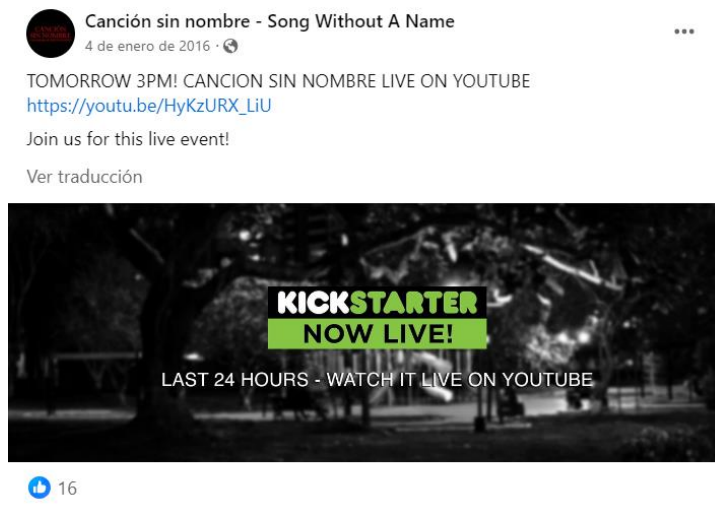 Canción sin nombre - Song Without A Name
4 de enero de 2016 ·
TOMORROW 3PM! CANCION SIN NOMBRE LIVE ON YOUTUBE
https://youtu.be/HyKzURX_LiU
Join us for this live event!
Ver traducción
KICKSTARTER
NOW LIVE!
LAST 24 HOURS - WATCH IT LIVE ON YOUTUBE
16